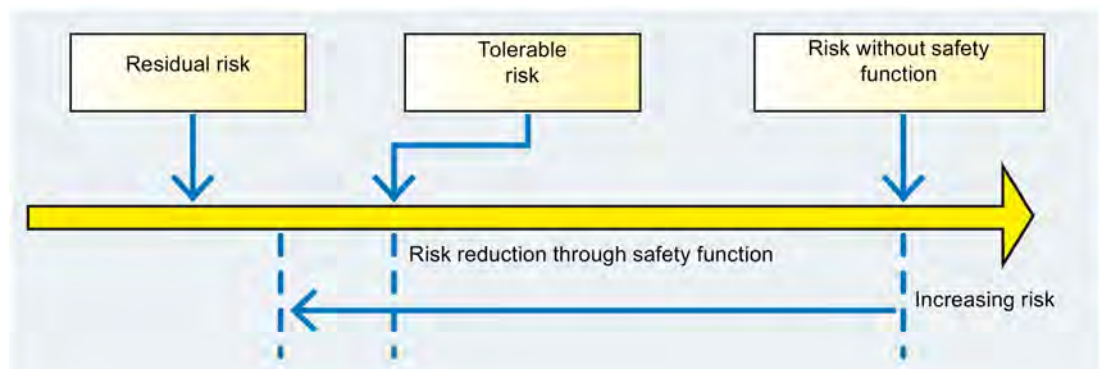 Residual risk
Tolerable
risk
Risk without safety
function
Risk reduction through safety function
Increasing risk